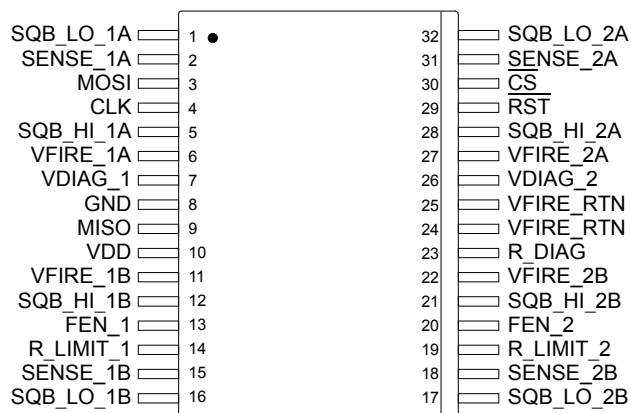 SQB_LO_1A 1 32 SQB_LO_2A
SENSE_1A 2 31 SENSE_2A
MOSI 3 30 CS
CLK 4 29 RST
SQB_HI_1A 5 28 SQB_HI_2A
VFIRE_1A 6 27 VFIRE_2A
VDIAG_1 7 26 VDIAG_2
GND 8 25 VFIRE_RTN
MISO 9 24 VFIRE_RTN
VDD 10 23 R_DIAG
VFIRE_1B 11 22 VFIRE_2B
SQB_HI_1B 12 21 SQB_HI_2B
FEN_1 13 20 FEN_2
R_LIMIT_1 14 19 R_LIMIT_2
SENSE_1B 15 18 SENSE_2B
SQB_LO_1B 16 17 SQB_LO_2B